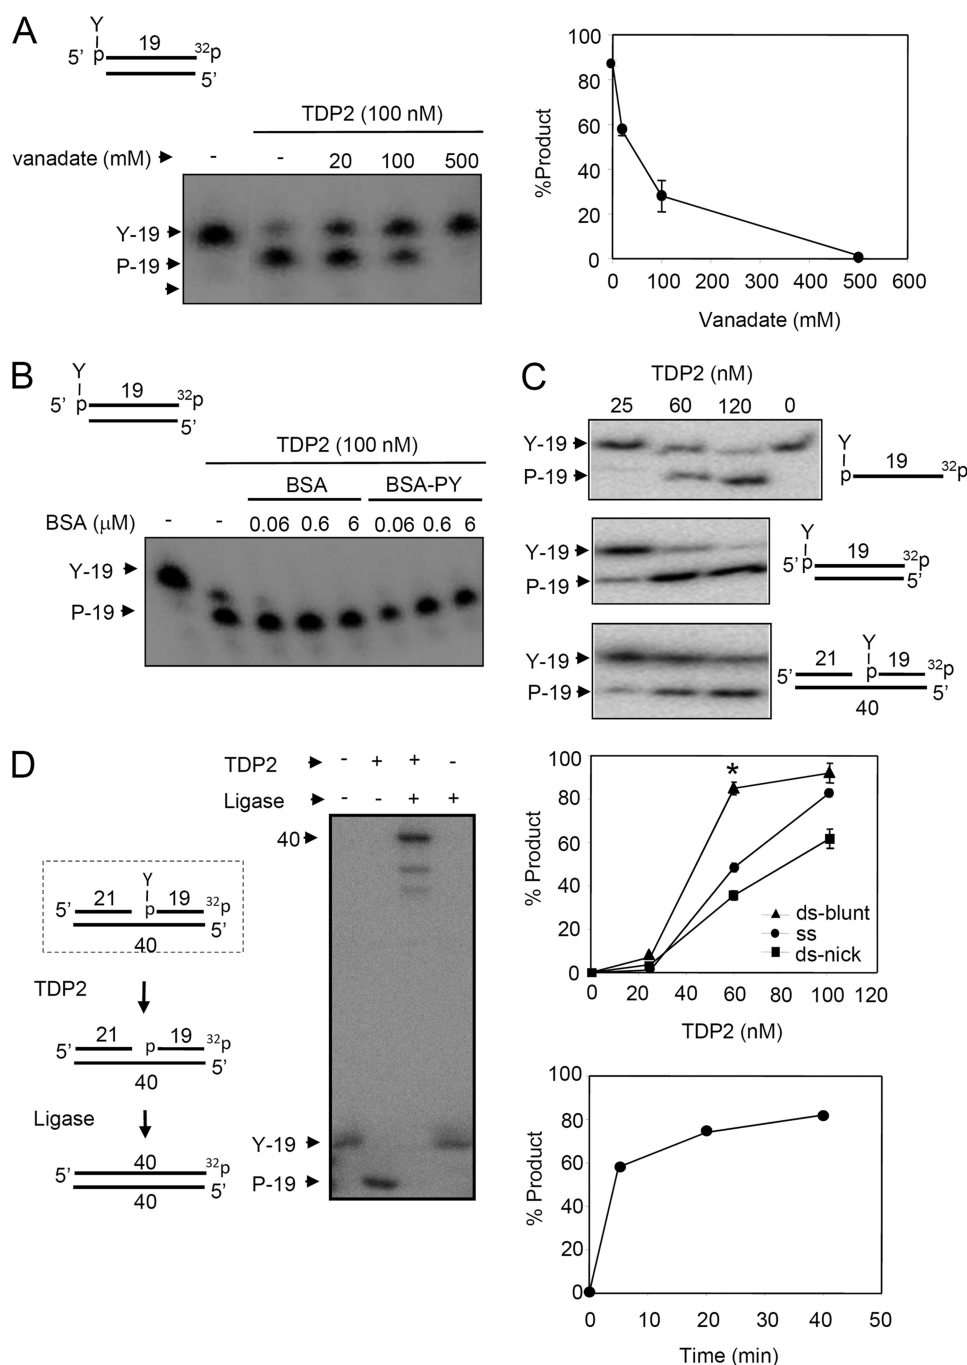 A
Y
5' p 19 32p
5'
TDP2 (100 nM)
vanadate (mM) - - 20 100 500
Y-19
P-19
100
80
60
40
20
0
%Product
0 100 200 300 400 500 600
Vanadate (mM)
B
Y
5' p 19 32p
5'
TDP2 (100 nM)
BSA BSA-PY
BSA (μM) - - 0.06 0.6 6 0.06 0.6 6
Y-19
P-19
C
TDP2 (nM)
25 60 120 0
Y-19
P-19
Y
p 19 32p
Y-19
P-19
Y
5' p 19 32p
5'
Y-19
P-19
Y
5' 21 p 19 32p
40 5'
100
80
60
40
20
0
% Product
*
ds-blunt
ss
ds-nick
0 20 40 60 80 100 120
TDP2 (nM)
100
80
60
40
20
0
% Product
0 10 20 30 40 50
Time (min)
D
TDP2 - + + -
Ligase - - + +
40
Y-19
P-19
Y
5' 21 p 19 32p
40 5'
TDP2
5' 21 p 19 32p
40 5'
Ligase
5' 40 32p
40 5'